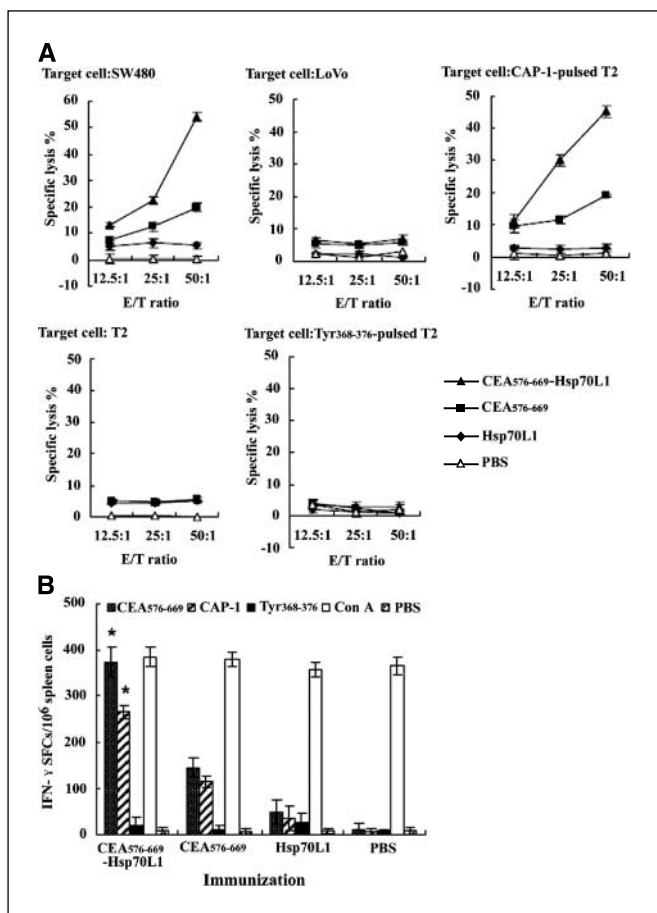 A
Target cell:SW480
Specific lysis %
60
50
40
30
20
10
0
-10
12.5:1 25:1 50:1
E/T ratio
Target cell:LoVo
Specific lysis %
50
40
30
20
10
0
-10
12.5:1 25:1 50:1
E/T ratio
Target cell:CAP-1-pulsed T2
Specific lysis %
50
40
30
20
10
0
-10
12.5:1 25:1 50:1
E/T ratio
Target cell: T2
Specific lysis %
50
40
30
20
10
0
12.5:1 25:1 50:1
E/T ratio
Target cell:Tyr368-376-pulsed T2
Specific lysis %
50
40
30
20
10
0
-10
12.5:1 25:1 50:1
E/T ratio
CEA576-669-Hsp70L1
CEA576-669
Hsp70L1
PBS
B
CEA576-669 CAP-1 Tyr368-376 Con A PBS
IFN- γ SFCs/10⁶ spleen cells
500
400
300
200
100
0
* *
CEA576-669 CEA576-669 Hsp70L1 PBS
-Hsp70L1
Immunization